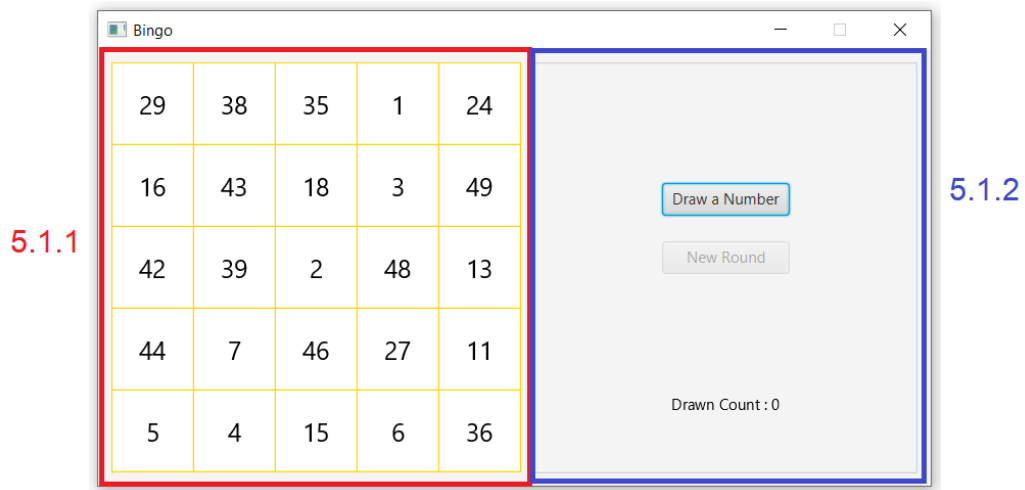 Bingo
29 38 35 1 24
16 43 18 3 49
42 39 2 48 13
44 7 46 27 11
5 4 15 6 36
Draw a Number
New Round
Drawn Count : 0
5.1.1
5.1.2